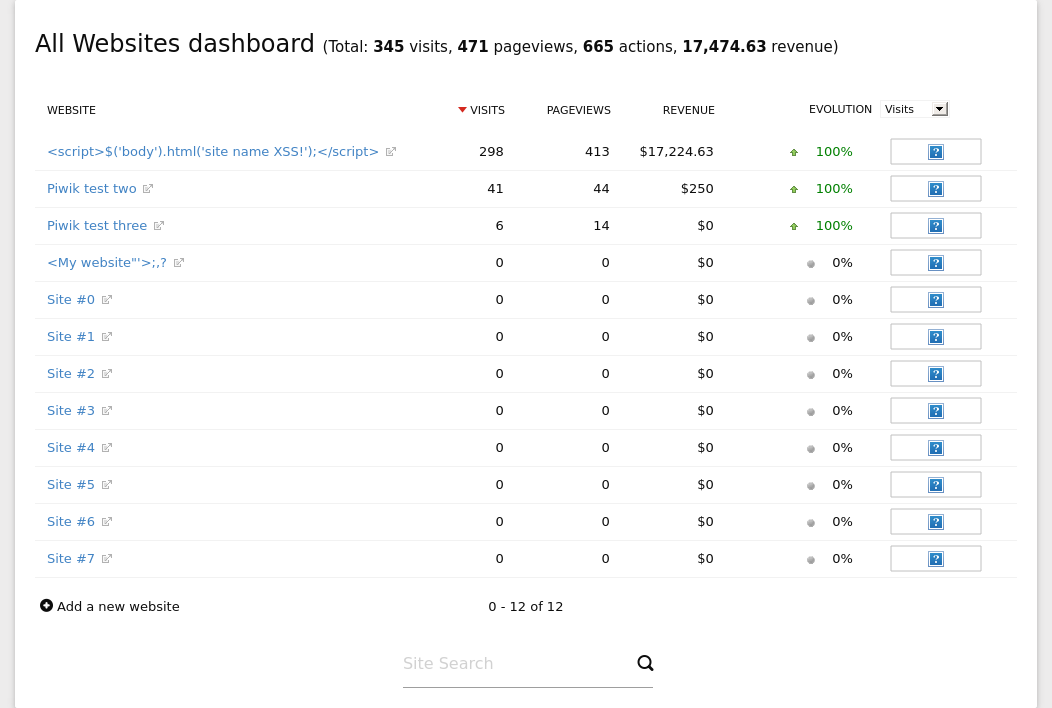 All Websites dashboard (Total: 345 visits, 471 pageviews, 665 actions, 17,474.63 revenue)
WEBSITE VISITS PAGEVIEWS REVENUE EVOLUTION Visits
<script>$('body').html('site name XSS!');</script> 298 413 $17,224.63 100% ?
Piwik test two 41 44 $250 100% ?
Piwik test three 6 14 $0 100% ?
<My website"'>;,? 0 0 $0 0% ?
Site #0 0 0 $0 0% ?
Site #1 0 0 $0 0% ?
Site #2 0 0 $0 0% ?
Site #3 0 0 $0 0% ?
Site #4 0 0 $0 0% ?
Site #5 0 0 $0 0% ?
Site #6 0 0 $0 0% ?
Site #7 0 0 $0 0% ?
Add a new website 0 - 12 of 12
Site Search